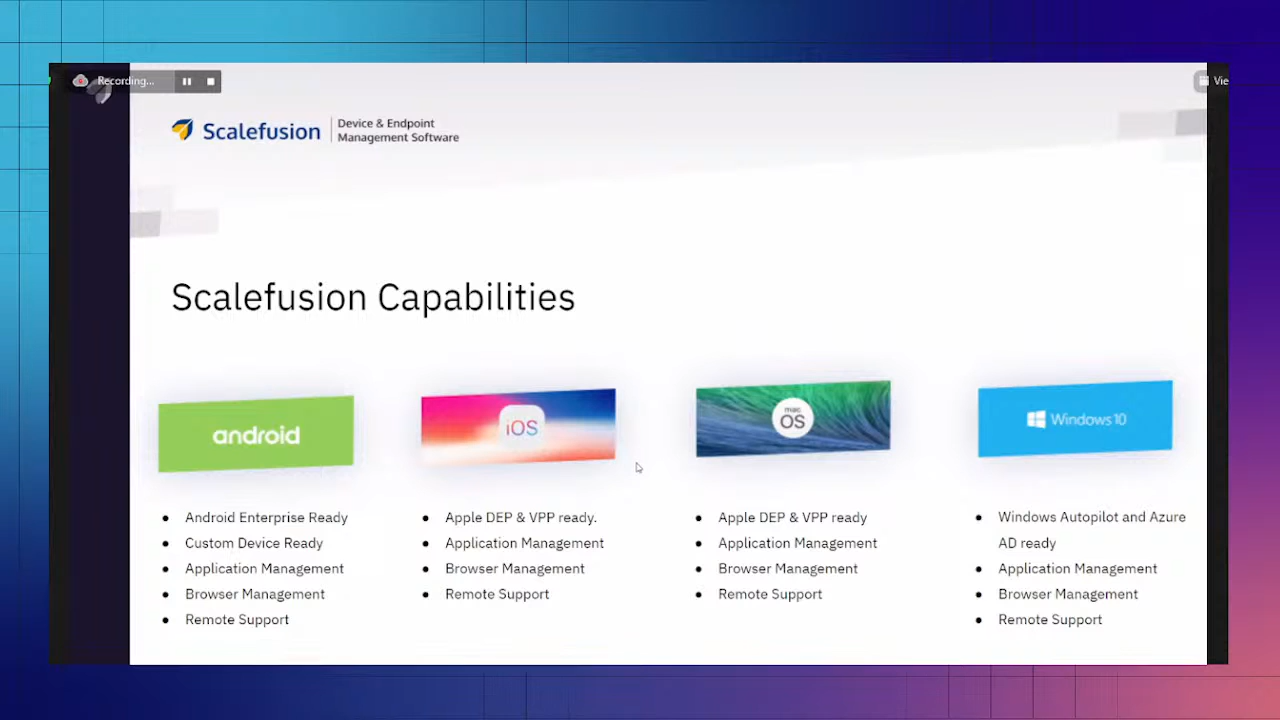 Recording...
Vie
Scalefusion
Device & Endpoint
Management Software
Scalefusion Capabilities
android
iOS
mac
OS
Windows 10
• Android Enterprise Ready
• Custom Device Ready
• Application Management
• Browser Management
• Remote Support
• Apple DEP & VPP ready.
• Application Management
• Browser Management
• Remote Support
• Apple DEP & VPP ready
• Application Management
• Browser Management
• Remote Support
• Windows Autopilot and Azure
AD ready
• Application Management
• Browser Management
• Remote Support